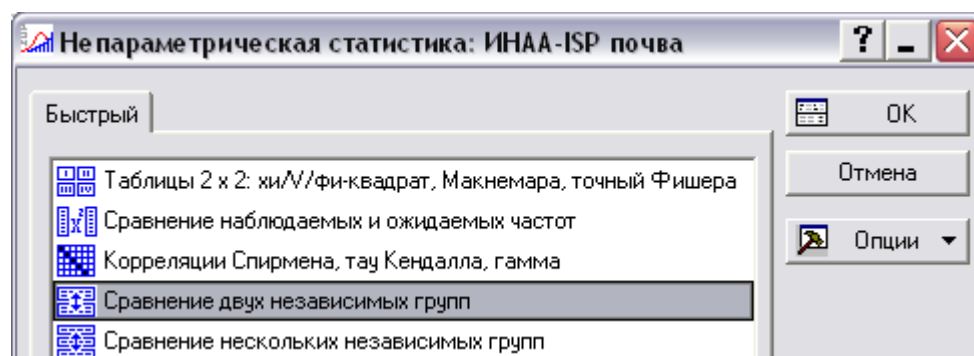 Непараметрическая статистика: ИНАА-ISP почва
Быстрый
OK
Таблицы 2 x 2: хи/V/фи-квадрат, Макнемара, точный Фишера
Отмена
Сравнение наблюдаемых и ожидаемых частот
Опции
Корреляции Спирмена, тау Кендалла, гамма
Сравнение двух независимых групп
Сравнение нескольких независимых групп